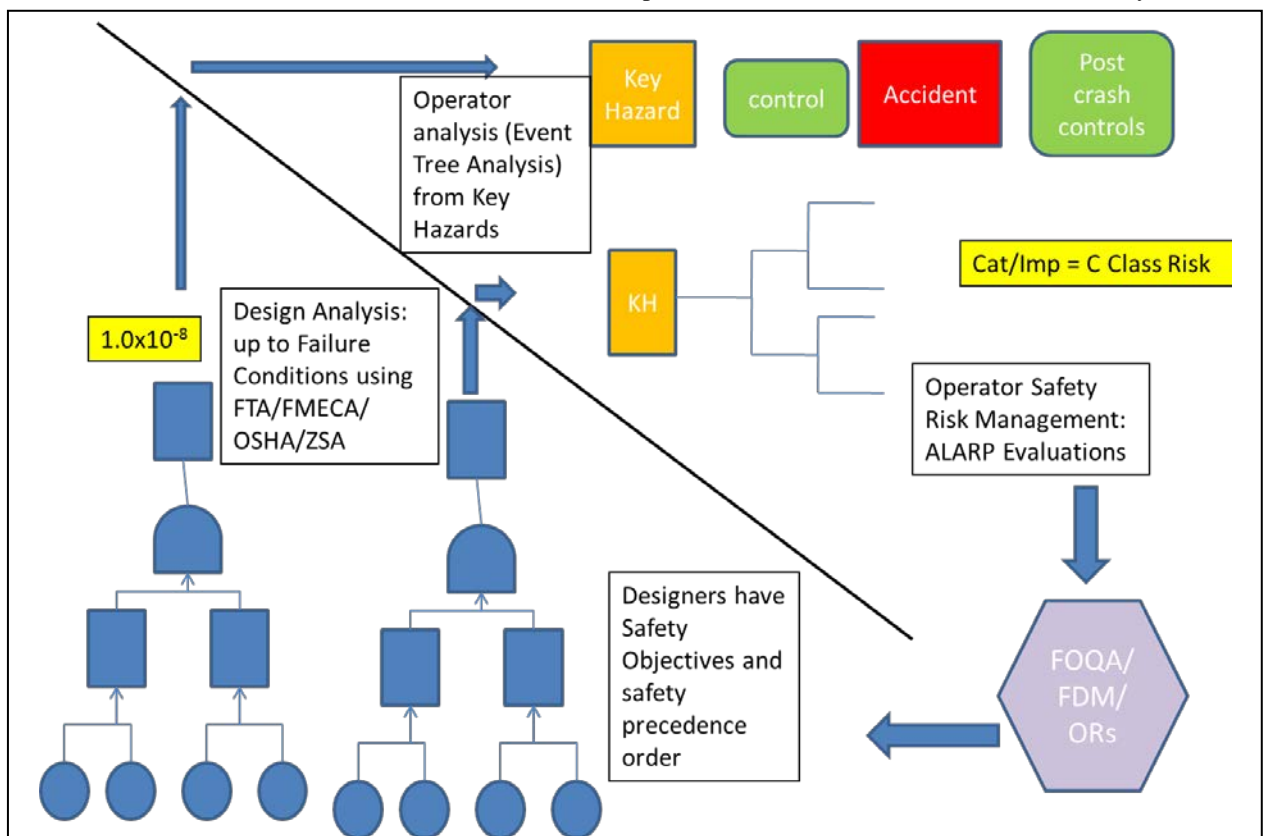 Key
Hazard
control
Accident
Post
crash
controls
Operator
analysis (Event
Tree Analysis)
from Key
Hazards
Cat/Imp = C Class Risk
KH
1.0x10⁻⁸
Design Analysis:
up to Failure
Conditions using
FTA/FMECA/
OSHA/ZSA
Operator Safety
Risk Management:
ALARP Evaluations
Designers have
Safety
Objectives and
safety
precedence
order
FOQA/
FDM/
ORs